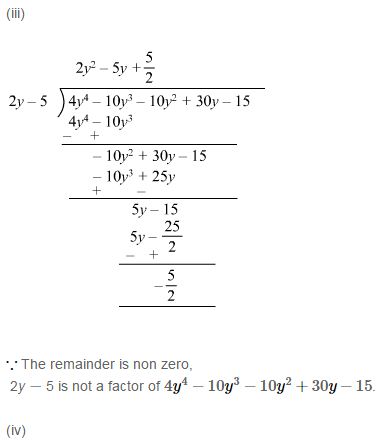 (iii)
2y² – 5y + 5/2
2y – 5 ) 4y⁴ – 10y³ – 10y² + 30y – 15
4y⁴ – 10y³
– +
– 10y² + 30y – 15
– 10y³ + 25y
+ –
5y – 15
5y – 25/2
– +
– 5/2
∵ The remainder is non zero,
2y – 5 is not a factor of 4y⁴ – 10y³ – 10y² + 30y – 15.
(iv)